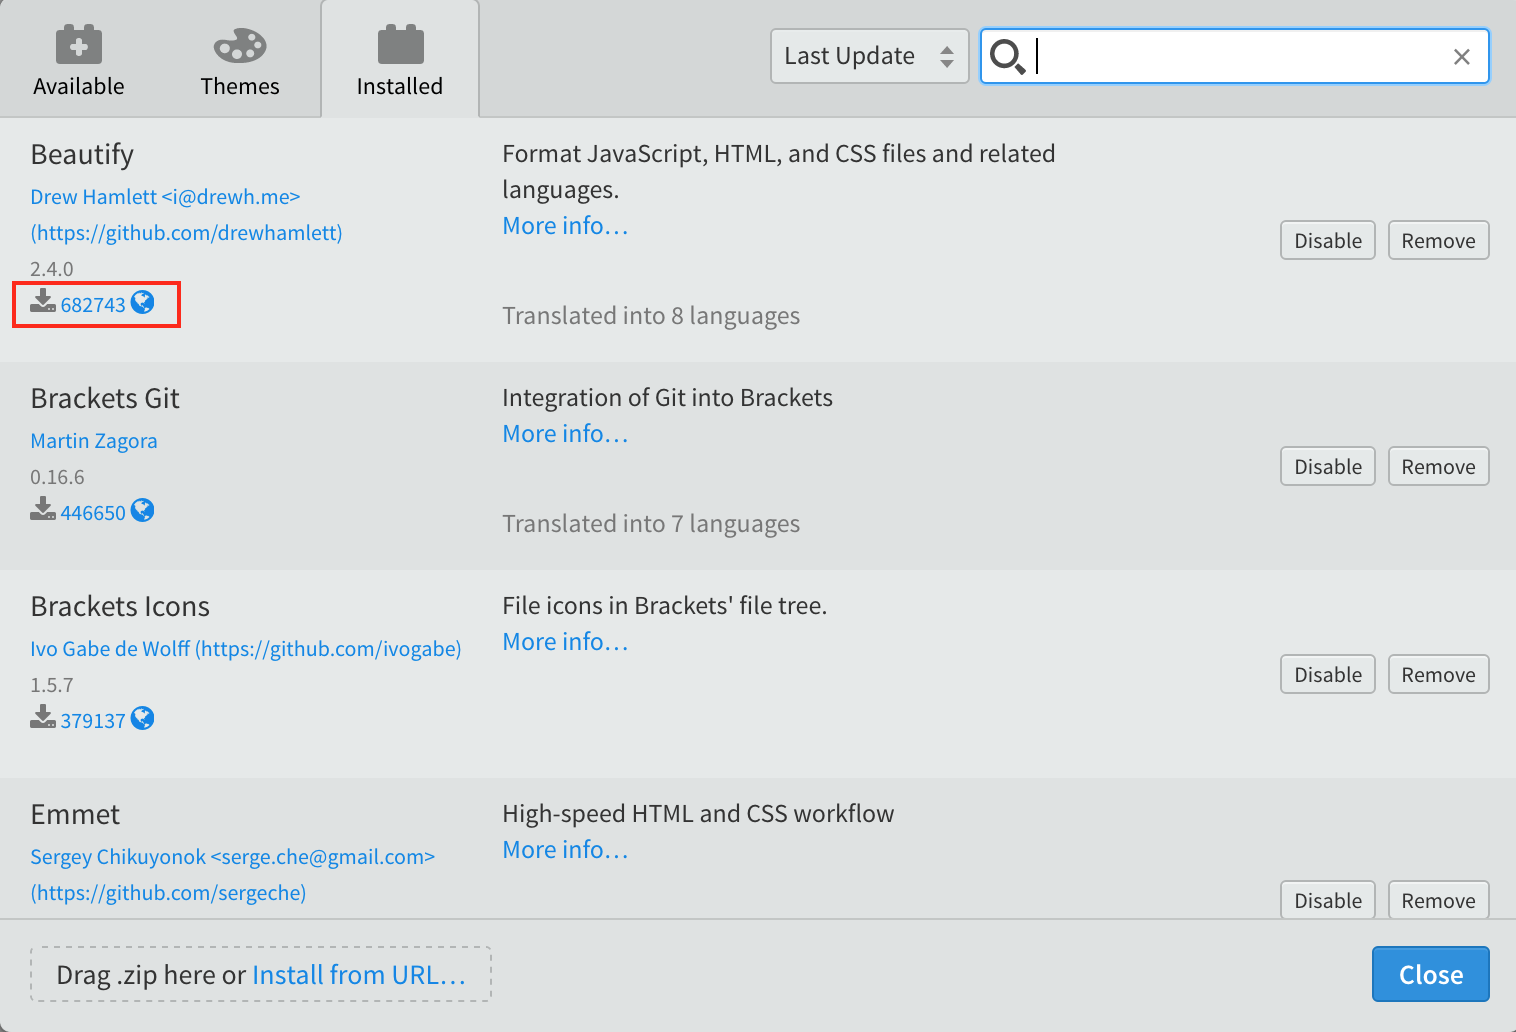 Available
Themes
Installed
Last Update
Beautify
Drew Hamlett <i@drewh.me>
(https://github.com/drewhamlett)
2.4.0
682743
Format JavaScript, HTML, and CSS files and related
languages.
More info...
Translated into 8 languages
Disable
Remove
Brackets Git
Martin Zagora
0.16.6
446650
Integration of Git into Brackets
More info...
Translated into 7 languages
Disable
Remove
Brackets Icons
Ivo Gabe de Wolff (https://github.com/ivogabe)
1.5.7
379137
File icons in Brackets' file tree.
More info...
Disable
Remove
Emmet
Sergey Chikuyonok <serge.che@gmail.com>
(https://github.com/sergeche)
High-speed HTML and CSS workflow
More info...
Disable
Remove
Drag .zip here or Install from URL...
Close